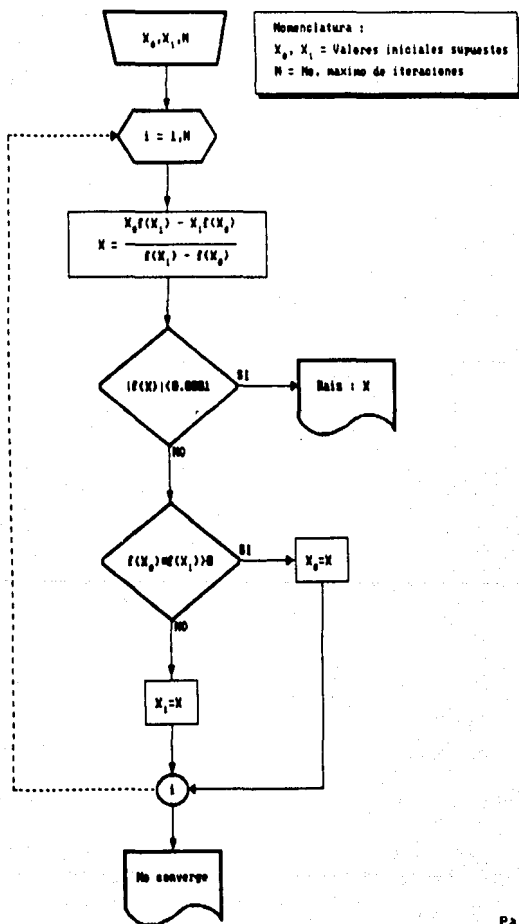 X₀,X₁,N
Nomenclatura :
X₀, X₁ = Valores iniciales supuestos
N = No. maximo de iteraciones
i = 1,N
X = X₀f(X₁) - X₁f(X₀)
f(X₁) - f(X₀)
|f(X)|<0.0001
SI
Rais : X
NO
f(X₀)*f(X₁)>0
SI
X₀=X
NO
X₁=X
i
No converge
Pa